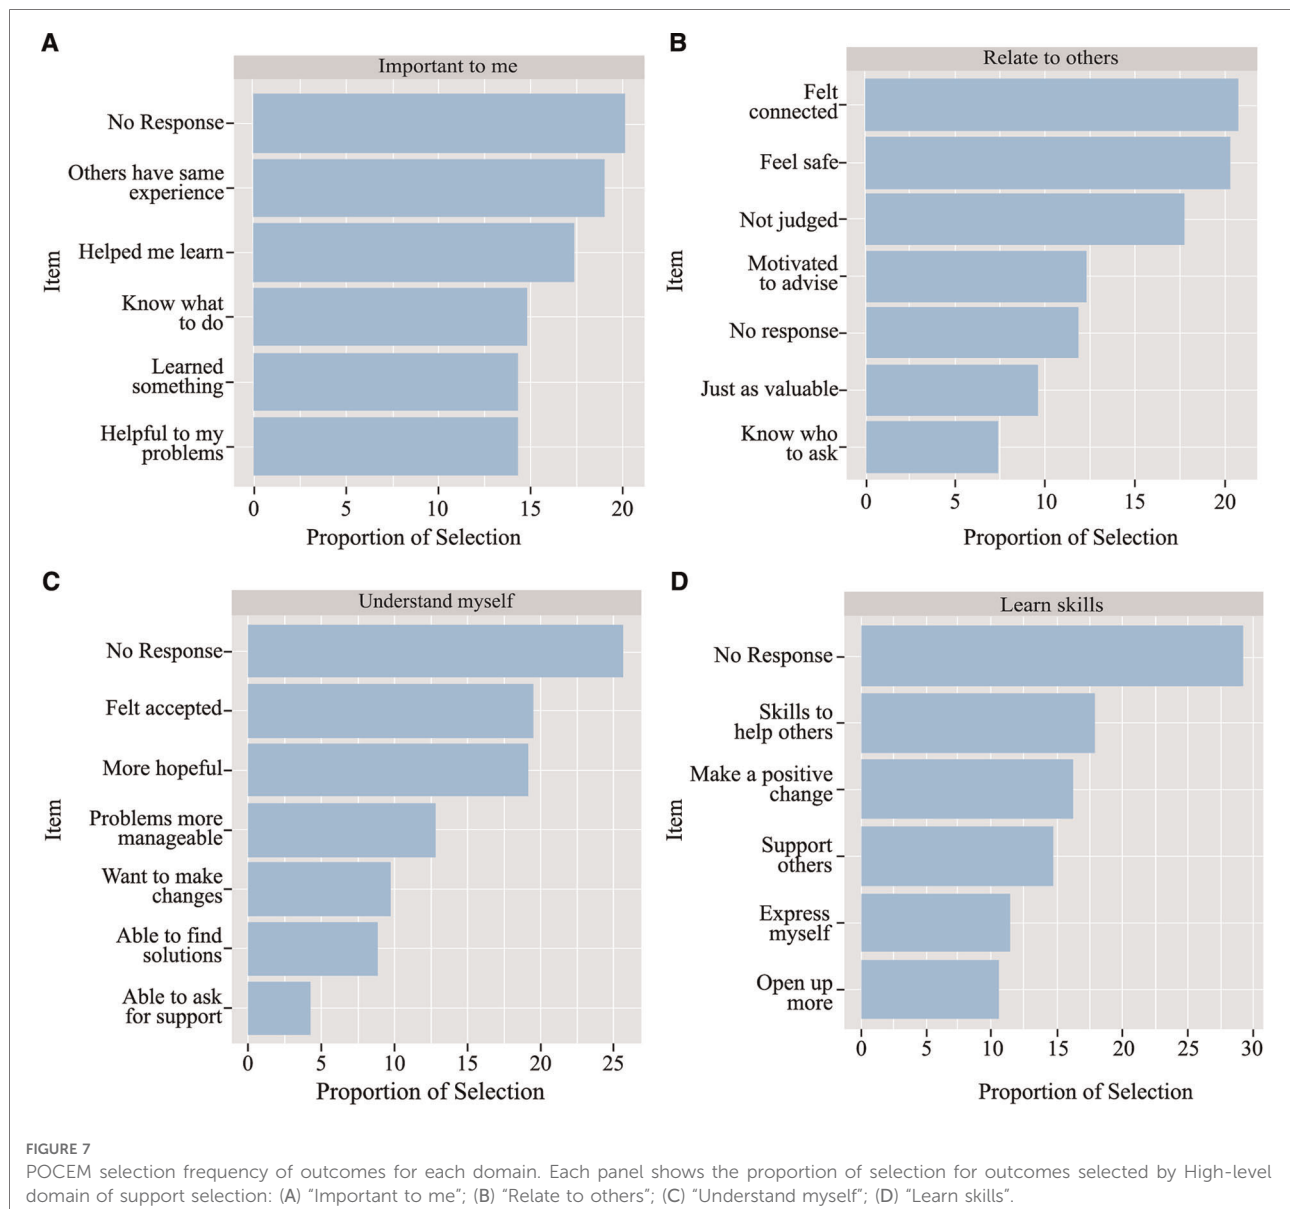 A
Important to me
No Response
Others have same
experience
Helped me learn
Know what
to do
Learned
something
Helpful to my
problems
Item
0 5 10 15 20
Proportion of Selection
B
Relate to others
Felt
connected
Feel safe
Not judged
Motivated
to advise
No response
Just as valuable
Know who
to ask
Item
0 5 10 15 20
Proportion of Selection
C
Understand myself
No Response
Felt accepted
More hopeful
Problems more
manageable
Want to make
changes
Able to find
solutions
Able to ask
for support
Item
0 5 10 15 20 25
Proportion of Selection
D
Learn skills
No Response
Skills to
help others
Make a positive
change
Support
others
Express
myself
Open up
more
Item
0 5 10 15 20 25 30
Proportion of Selection
FIGURE 7
POCEM selection frequency of outcomes for each domain. Each panel shows the proportion of selection for outcomes selected by High-level
domain of support selection: (A) “Important to me”; (B) “Relate to others”; (C) “Understand myself”; (D) “Learn skills”.